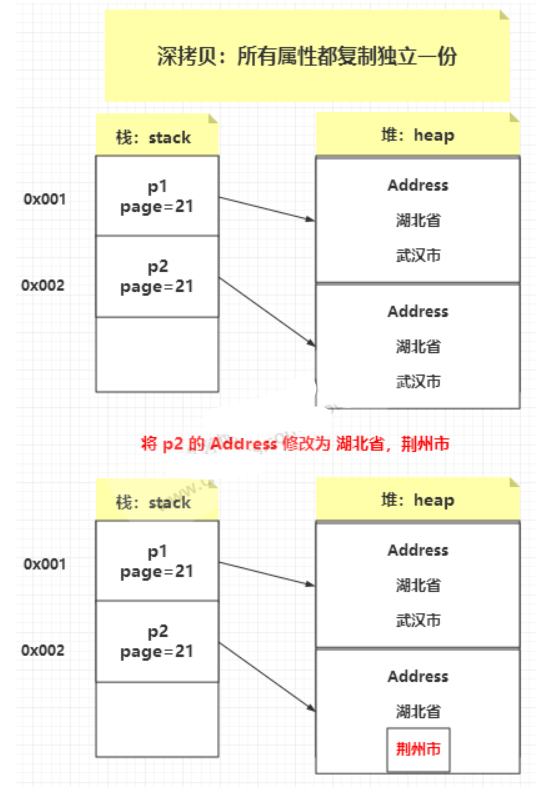 深拷贝：所有属性都复制独立一份
栈：stack
堆：heap
0x001
p1
page=21
Address
湖北省
武汉市
0x002
p2
page=21
Address
湖北省
武汉市
将 p2 的 Address 修改为 湖北省，荆州市
栈：stack
堆：heap
0x001
p1
page=21
Address
湖北省
武汉市
0x002
p2
page=21
Address
湖北省
荆州市